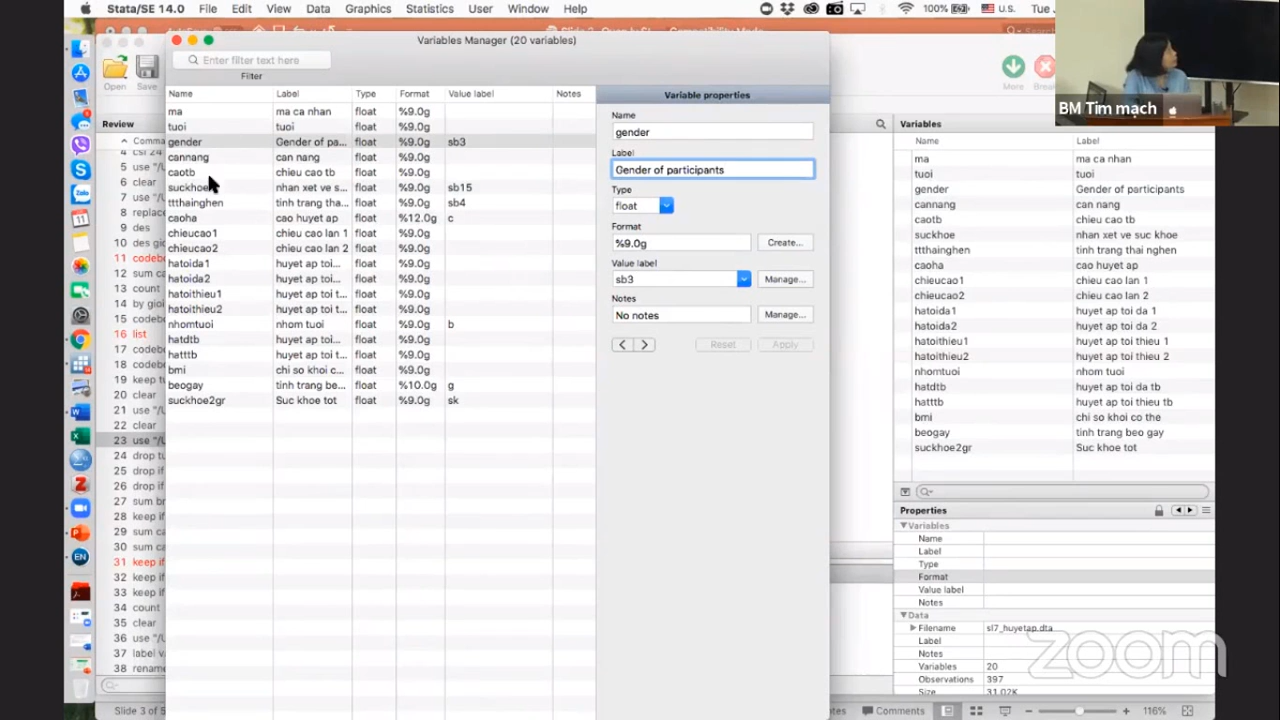 Stata/SE 14.0 File Edit View Data Graphics Statistics User Window Help 100% U.S. Tue
Variables Manager (20 variables)
Enter filter text here
Filter
Open Save
More
Review
Name Label Type Format Value label Notes
ma ma ca nhan float %9.0g
tuoi tuoi float %9.0g
gender Gender of pa... float %9.0g sb3
cannang can nang float %9.0g
caotb chieu cao tb float %9.0g
suckhoe nhan xet ve s... float %9.0g sb15
ttthainghen tinh trang tha... float %9.0g sb4
caoha cao huyet ap float %12.0g c
chieucao1 chieu cao lan 1 float %9.0g
chieucao2 chieu cao lan 2 float %9.0g
hatoida1 huyet ap toi... float %9.0g
hatoida2 huyet ap toi... float %9.0g
hatoithieu1 huyet ap toi t... float %9.0g
hatoithieu2 huyet ap toi t... float %9.0g
nhomtuoi nhom tuoi float %9.0g b
hatdtb huyet ap toi... float %9.0g
hatttb huyet ap toi t... float %9.0g
bmi chi so khoi c... float %9.0g
beogay tinh trang be... float %10.0g g
suckhoe2gr Suc khoe tot float %9.0g sk
Variable properties
Name
gender
Label
Gender of participants
Type
float
Format
%9.0g
Create...
Value label
sb3
Manage...
Notes
No notes
Manage...
Reset Apply
5 use "/U
6 clear
7 use "/U
8 replace
9 des
10 des gi
11 codeb
12 sum ca
13 count
14 by gio
15 codeb
16 list
17 codeb
18 codeb
19 keep t
20 clear
21 use "/U
22 clear
23 use "/U
24 drop tu
25 drop if
26 drop if
27 sum br
28 keep if
29 sum ca
30 sum ca
31 keep if
32 keep if
33 keep if
34 count
35 clear
36 use "/U
37 label v
38 renam
BM Tim mach
Variables
Name Label
ma ma ca nhan
tuoi tuoi
gender Gender of participants
cannang can nang
caotb chieu cao tb
suckhoe nhan xet ve suc khoe
ttthainghen tinh trang thai nghen
caoha cao huyet ap
chieucao1 chieu cao lan 1
chieucao2 chieu cao lan 2
hatoida1 huyet ap toi da 1
hatoida2 huyet ap toi da 2
hatoithieu1 huyet ap toi thieu 1
hatoithieu2 huyet ap toi thieu 2
nhomtuoi nhom tuoi
hatdtb huyet ap toi da tb
hatttb huyet ap toi thieu tb
bmi chi so khoi co the
beogay tinh trang beo gay
suckhoe2gr Suc khoe tot
Properties
Variables
Name
Label
Type
Format
Value label
Notes
Data
Filename sl7_huyetap.dta
Label
Notes
Variables 20
Observations 397
Size 31.02K
zoom
Slide 3 of 5
Comments
116%